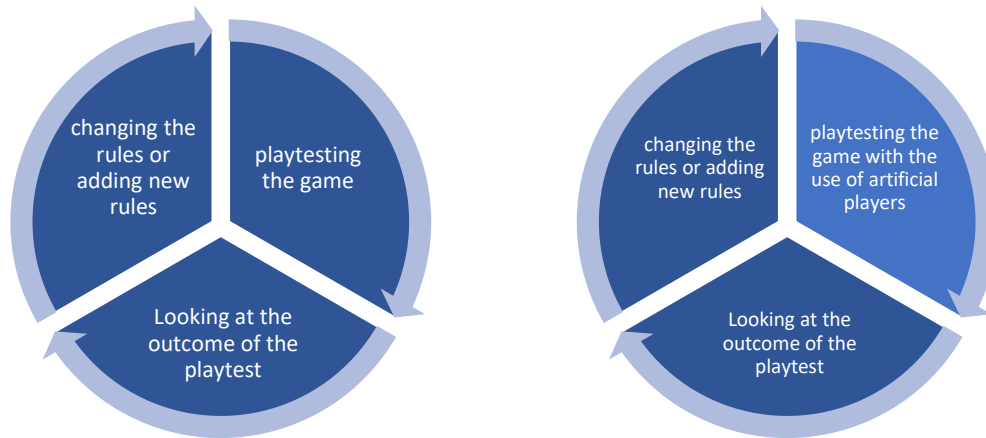 changing the
rules or
adding new
rules
playtesting
the game
Looking at the
outcome of the
playtest
changing the
rules or adding
new rules
playtesting the
game with the
use of artificial
players
Looking at the
outcome of the
playtest